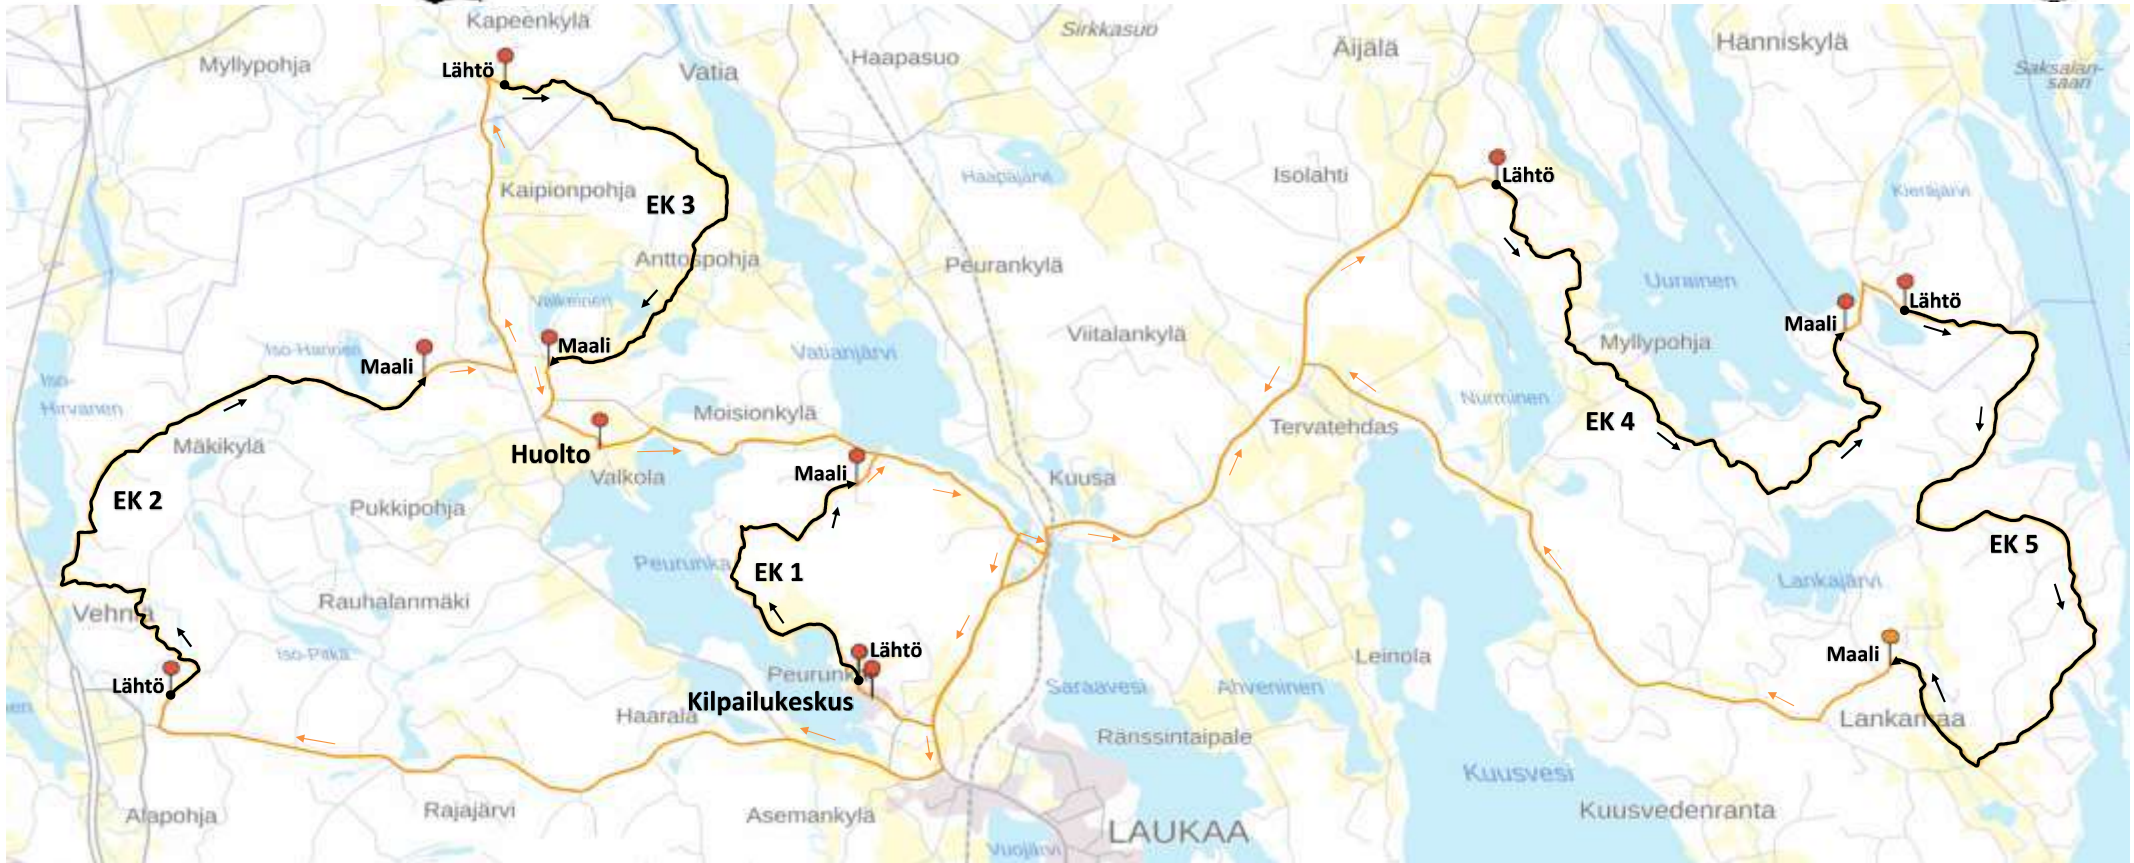 Kapeenkylä
Sirkkasuo
Hänniskylä
Äijälä
Myllypohja
Haapasuo
Lähtö
Vatia
Saksalan-
saari
Haapajärvi
Isolahti
Lähtö
Kaipionpohja
Kieräjärvi
EK 3
Anttospohja
Peurankylä
Uurainen
Valkeinen
Lähtö
Maali
Viitalankylä
Maali
Iso-Hannen
Vatianjärvi
Myllypohja
Maali
Iso-
Hirvanen
Nurminen
Moisionkylä
EK 4
Tervatehdas
Mäkikylä
Huolto
Valkola
Maali
Kuusa
EK 2
Pukkipohja
EK 5
Peurunka
EK 1
Lankajärvi
Vehniä
Rauhalanmäki
Iso-Pitkä
Lähtö
Leinola
Maali
Lähtö
Saraavesi
Ahveninen
Kilpailukeskus
Haarala
Lankamaa
Ränssintaipale
Kuusvesi
Alapohja
Rajajärvi
Asemankylä
Kuusvedenranta
LAUKAA
Vuojärvi